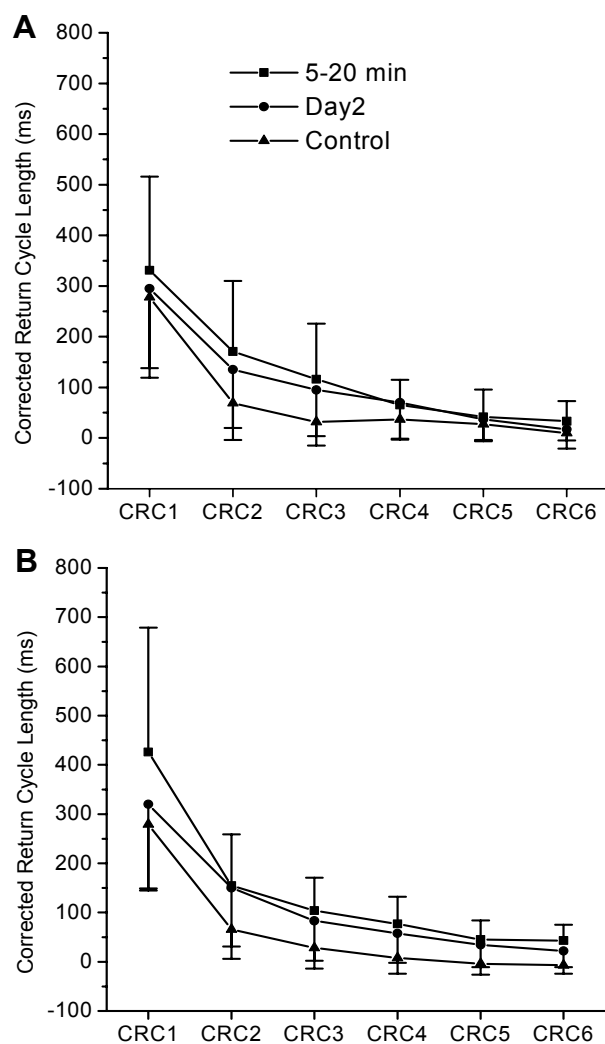 A
Corrected Return Cycle Length (ms)
800
700
600
500
400
300
200
100
0
-100
5-20 min
Day2
Control
CRC1 CRC2 CRC3 CRC4 CRC5 CRC6
B
Corrected Return Cycle Length (ms)
800
700
600
500
400
300
200
100
0
-100
CRC1 CRC2 CRC3 CRC4 CRC5 CRC6